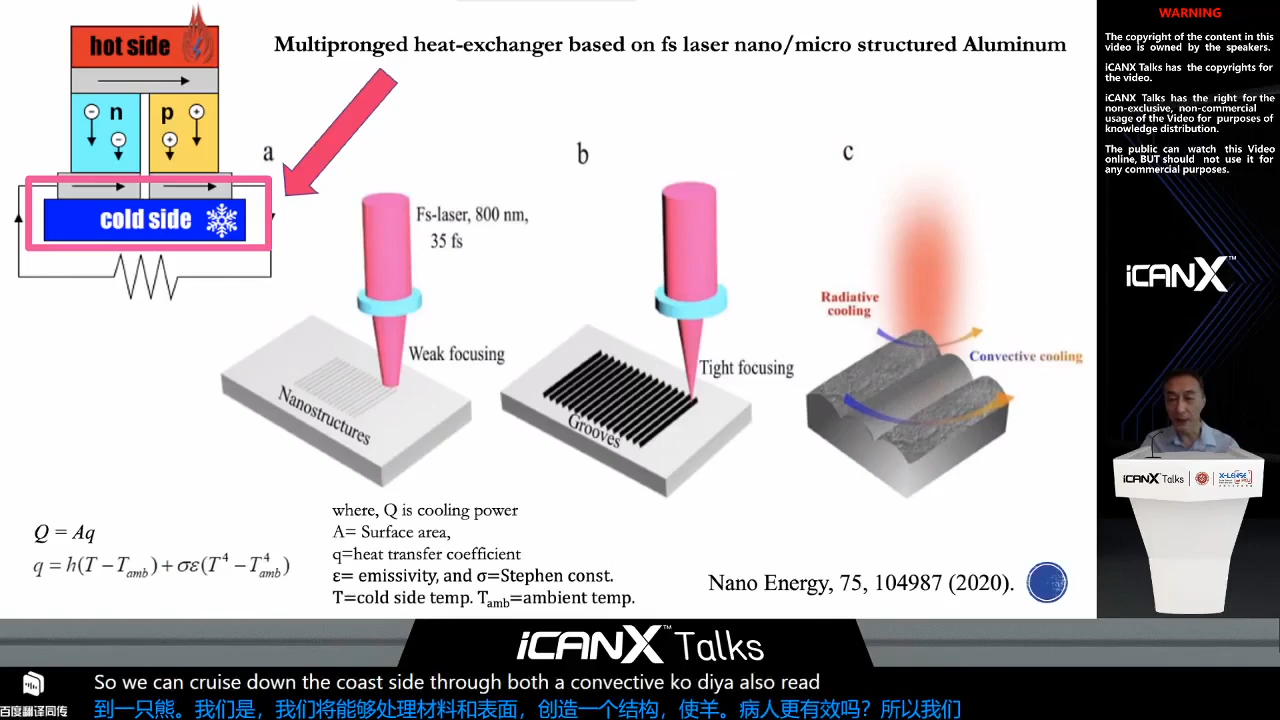 hot side
n
p
cold side
Multipronged heat-exchanger based on fs laser nano/micro structured Aluminum
a
b
c
Fs-laser, 800 nm,
35 fs
Weak focusing
Nanostructures
Tight focusing
Grooves
Radiative
cooling
Convective cooling
Q = Aq
q = h(T − Tamb) + σε(T⁴ − T⁴amb)
where, Q is cooling power
A= Surface area,
q=heat transfer coefficient
ε= emissivity, and σ=Stephen const.
T=cold side temp. Tamb=ambient temp.
Nano Energy, 75, 104987 (2020).
WARNING
The copyright of the content in this
video is owned by the speakers.
iCANX Talks has the copyrights for
the video.
iCANX Talks has the right for the
non-exclusive, non-commercial
usage of the Video for purposes of
knowledge distribution.
The public can watch this Video
online, BUT should not use it for
any commercial purposes.
iCANX™
iCANX Talks
X-LENSE
iCANX™ Talks
百度翻译同传
So we can cruise down the coast side through both a convective ko diya also read
到一只熊。我们是，我们将能够处理材料和表面，创造一个结构，使羊。病人更有效吗？所以我们